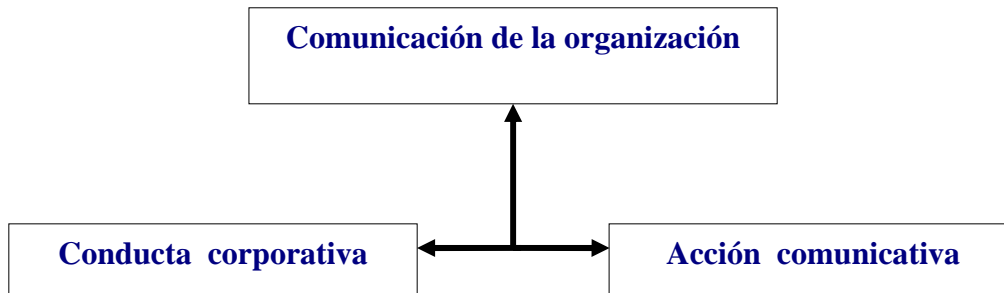 Comunicación de la organización
Conducta corporativa
Acción comunicativa